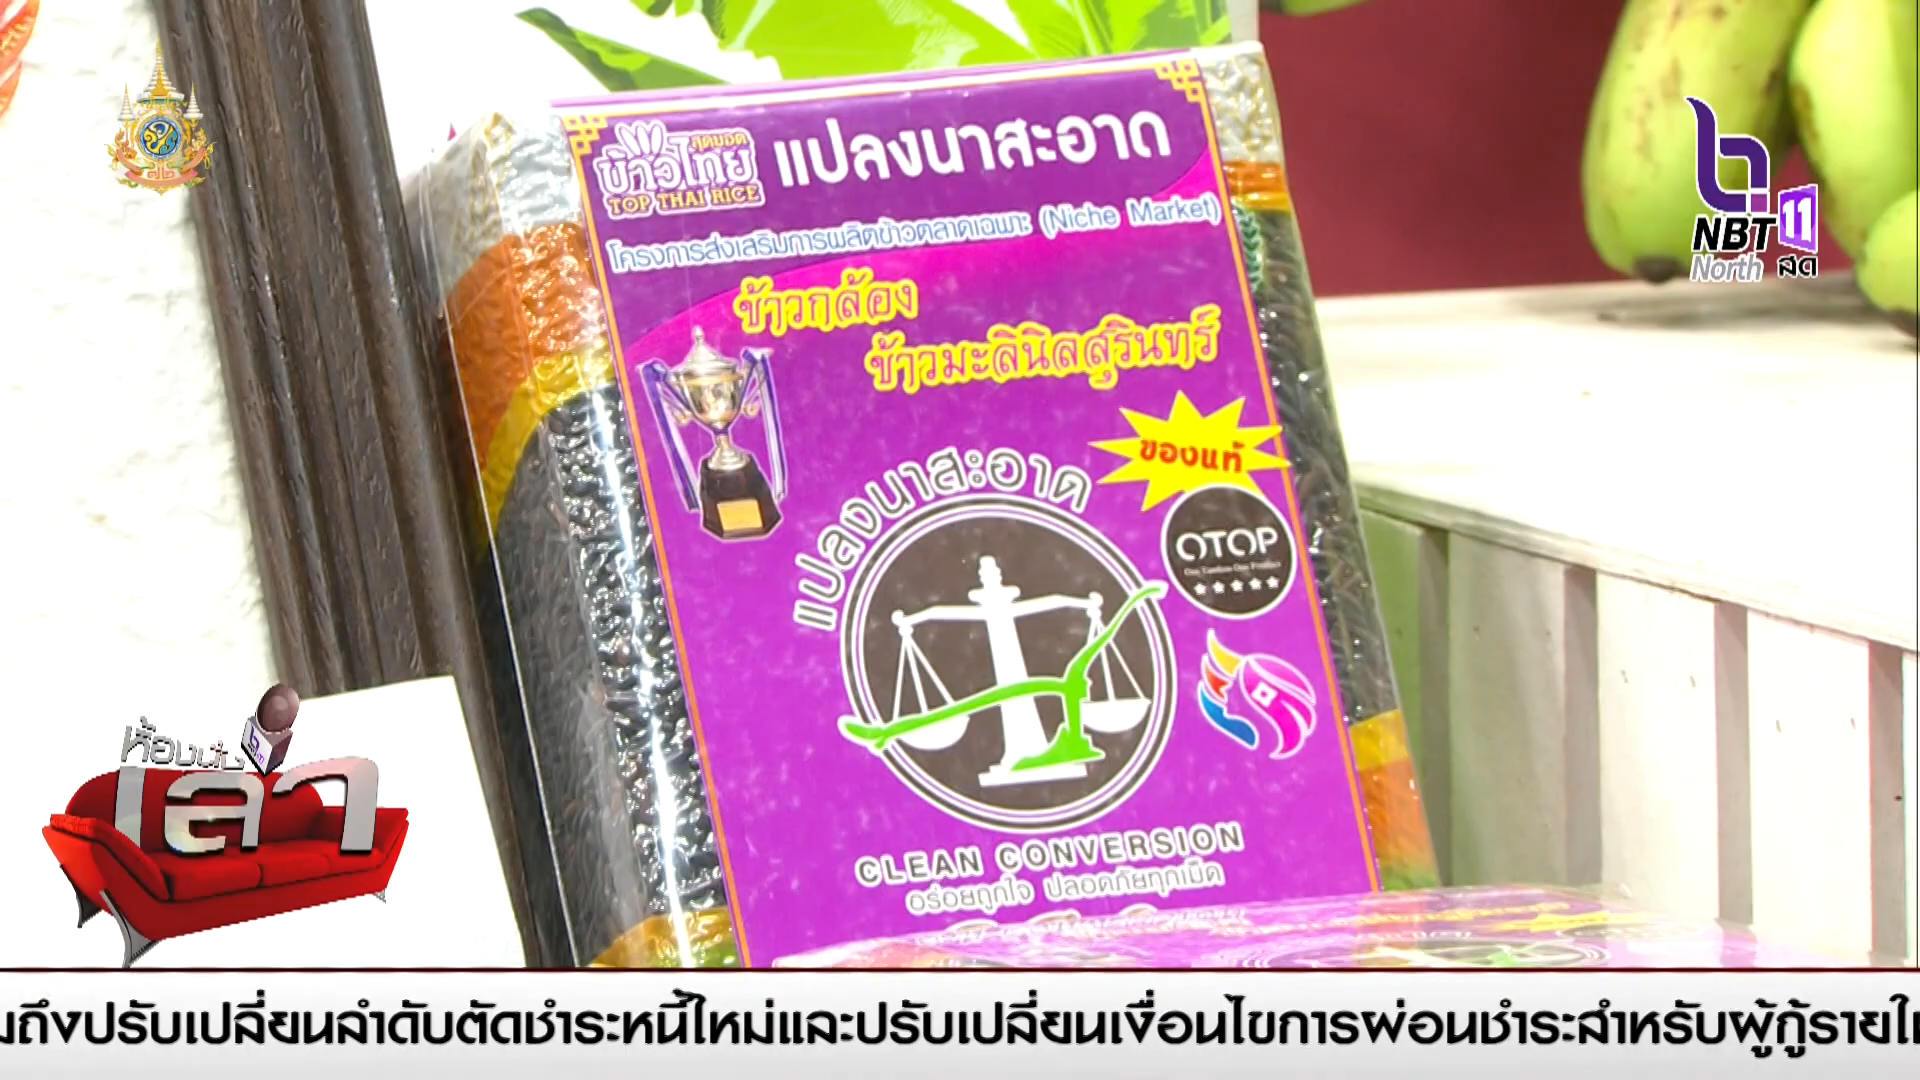 สุดยอด
ข้าวไทย
TOP THAI RICE
แปลงนาสะอาด
โครงการส่งเสริมการผลิตข้าวตลาดเฉพาะ (Niche Market)
ข้าวกล้อง
ข้าวมะลินิลสุรินทร์
ของแท้
แปลงนาสะอาด
OTOP
CLEAN CONVERSION
อร่อยถูกใจ ปลอดภัยทุกเม็ด
NBT 11
North สด
ห้องนั่ง
เล่า
มถึงปรับเปลี่ยนลำดับตัดชำระหนี้ใหม่และปรับเปลี่ยนเงื่อนไขการผ่อนชำระสำหรับผู้กู้รายให